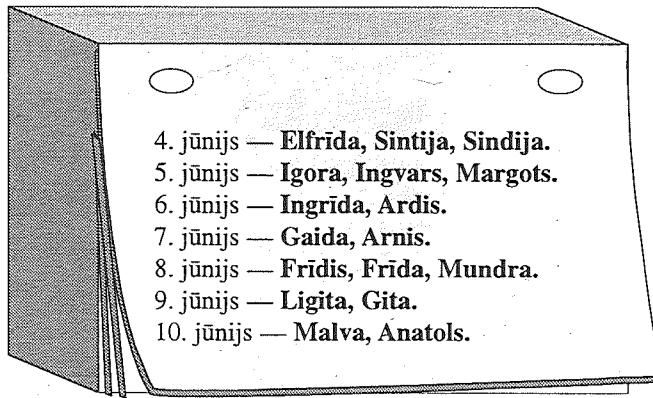 4. jūnijs — Elfrīda, Sintija, Sindija.
5. jūnijs — Igora, Ingvars, Margots.
6. jūnijs — Ingrīda, Ardis.
7. jūnijs — Gaida, Arnis.
8. jūnijs — Frīdis, Frīda, Mundra.
9. jūnijs — Ligita, Gita.
10. jūnijs — Malva, Anatols.